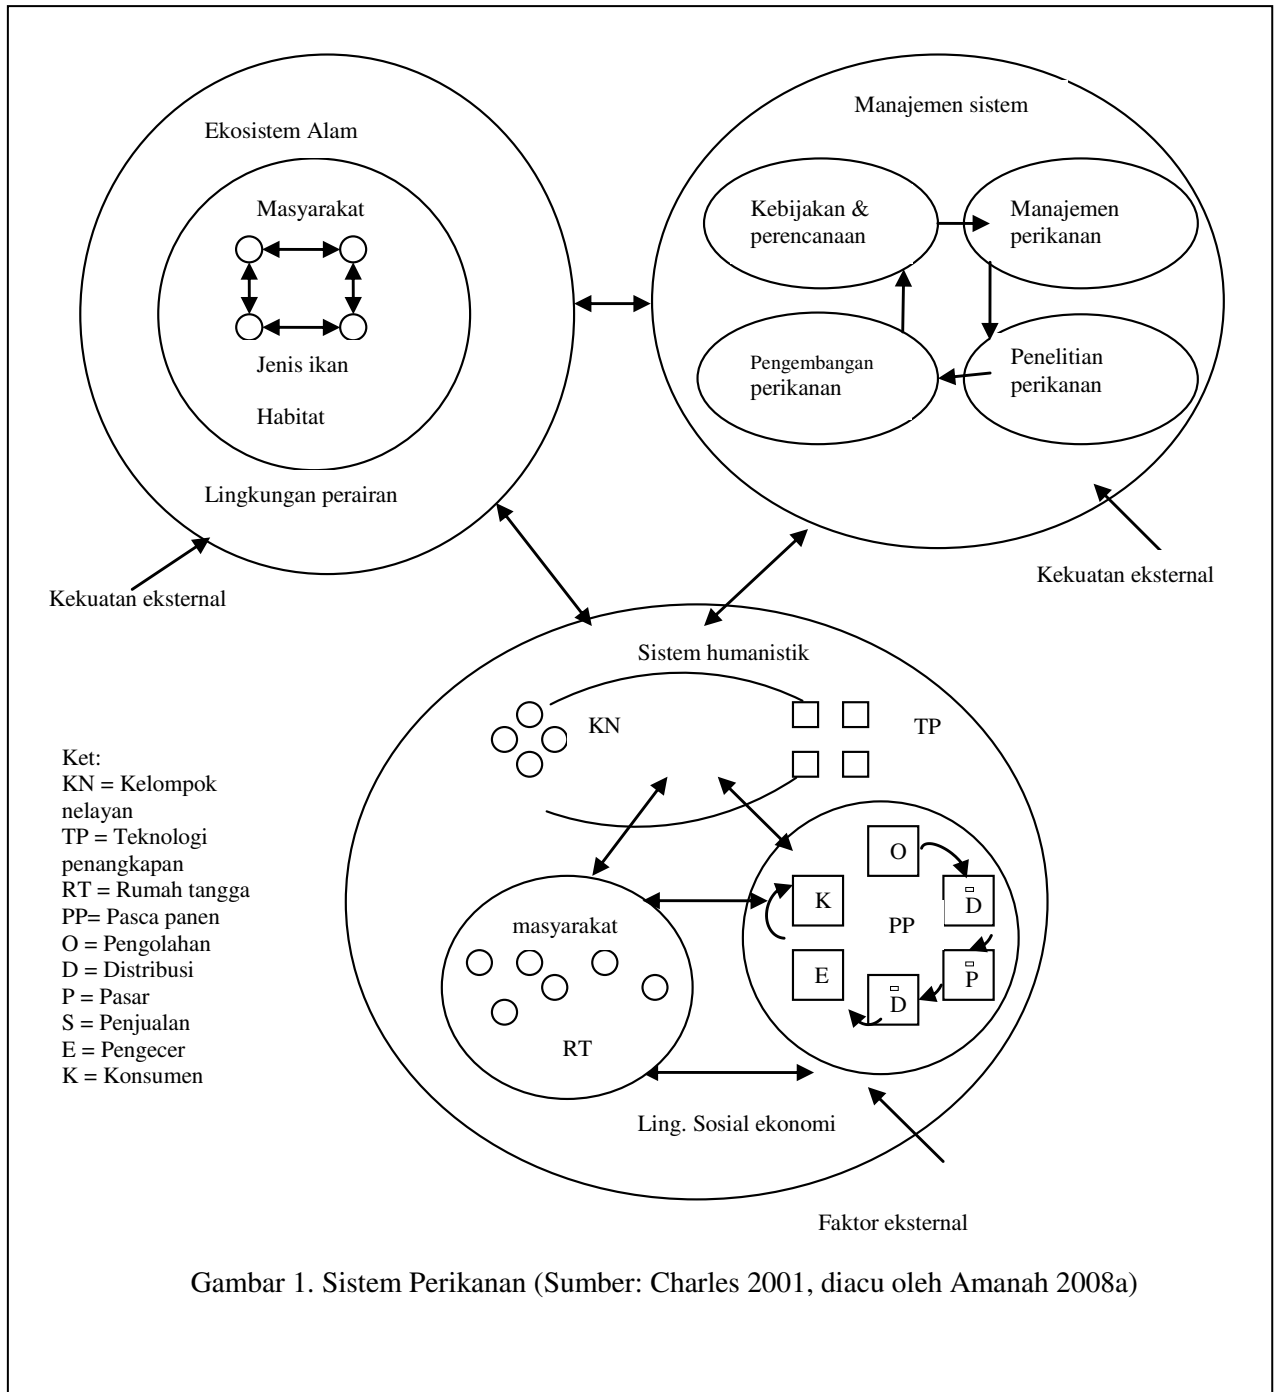 Ekosistem Alam
Masyarakat
Jenis ikan
Habitat
Lingkungan perairan
Kekuatan eksternal
Manajemen sistem
Kebijakan &
perencanaan
Manajemen
perikanan
Pengembangan
perikanan
Penelitian
perikanan
Kekuatan eksternal
Sistem humanistik
KN
TP
O
D
K
PP
E
P
D
masyarakat
RT
Ling. Sosial ekonomi
Faktor eksternal
Ket:
KN = Kelompok
nelayan
TP = Teknologi
penangkapan
RT = Rumah tangga
PP= Pasca panen
O = Pengolahan
D = Distribusi
P = Pasar
S = Penjualan
E = Pengecer
K = Konsumen
Gambar 1. Sistem Perikanan (Sumber: Charles 2001, diacu oleh Amanah 2008a)